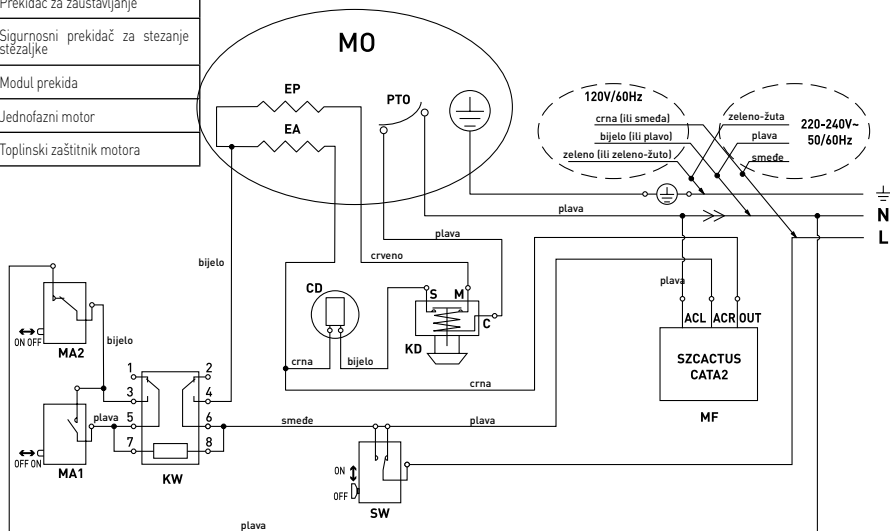 Prekidač za zaustavljanje
Sigurnosni prekidač za stezanje
stezaljke
Modul prekida
Jednofazni motor
Toplinski zaštitnik motora
MO
EP
EA
PTO
120V/60Hz
crna (ili smeđa)
bijelo (ili plavo)
zeleno (ili zeleno-žuto)
zeleno-žuta
plava
smeđe
220-240V~
50/60Hz
plava
N
L
plava
crveno
bijelo
CD
S
M
C
KD
plava
ACL
ACR
OUT
SZCACTUS
CATA2
MF
ON OFF
MA2
bijelo
crna
bijelo
crna
1
2
3
4
plava
5
6
7
8
KW
smeđe
plava
OFF ON
MA1
ON
OFF
SW
plava